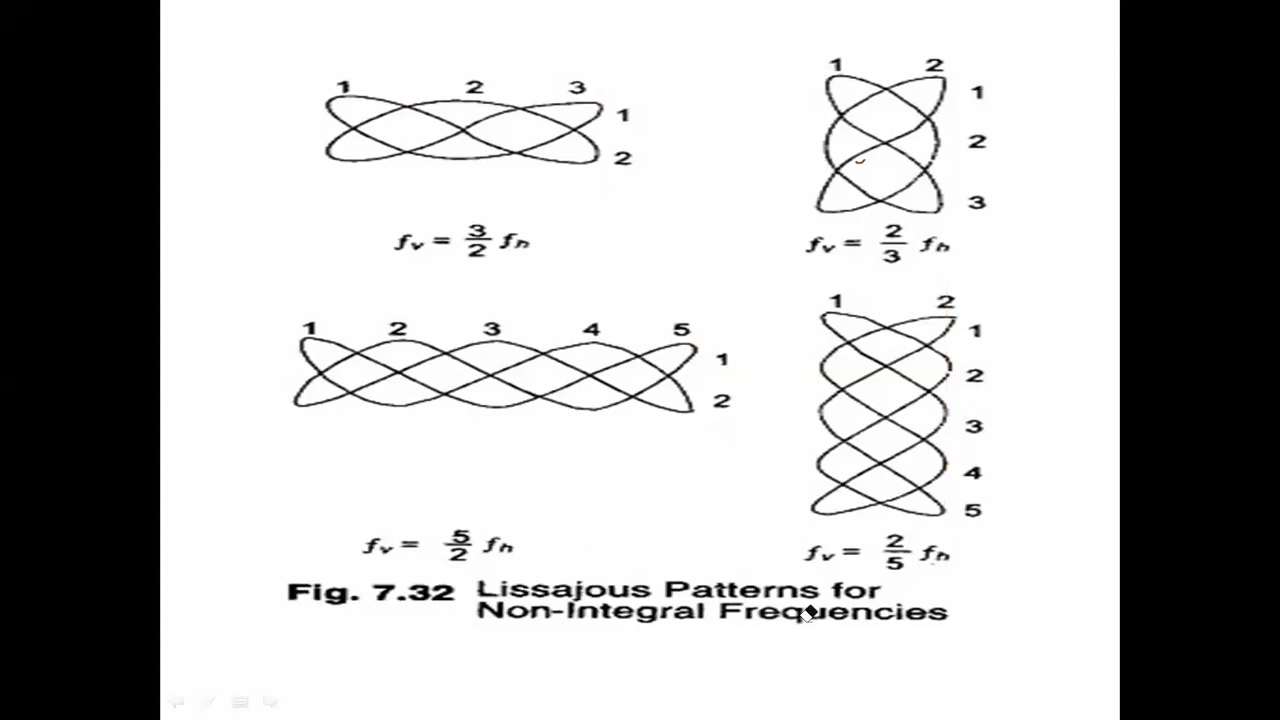 1 2 3
1
2
fv = 3/2 fh
1 2
1
2
3
fv = 2/3 fh
1 2 3 4 5
1
2
fv = 5/2 fh
1 2
1
2
3
4
5
fv = 2/5 fh
Fig. 7.32 Lissajous Patterns for
Non-Integral Frequencies